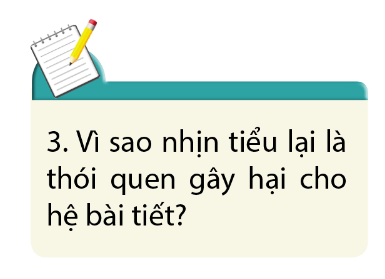 3. Vì sao nhịn tiểu lại là
thói quen gây hại cho
hệ bài tiết?